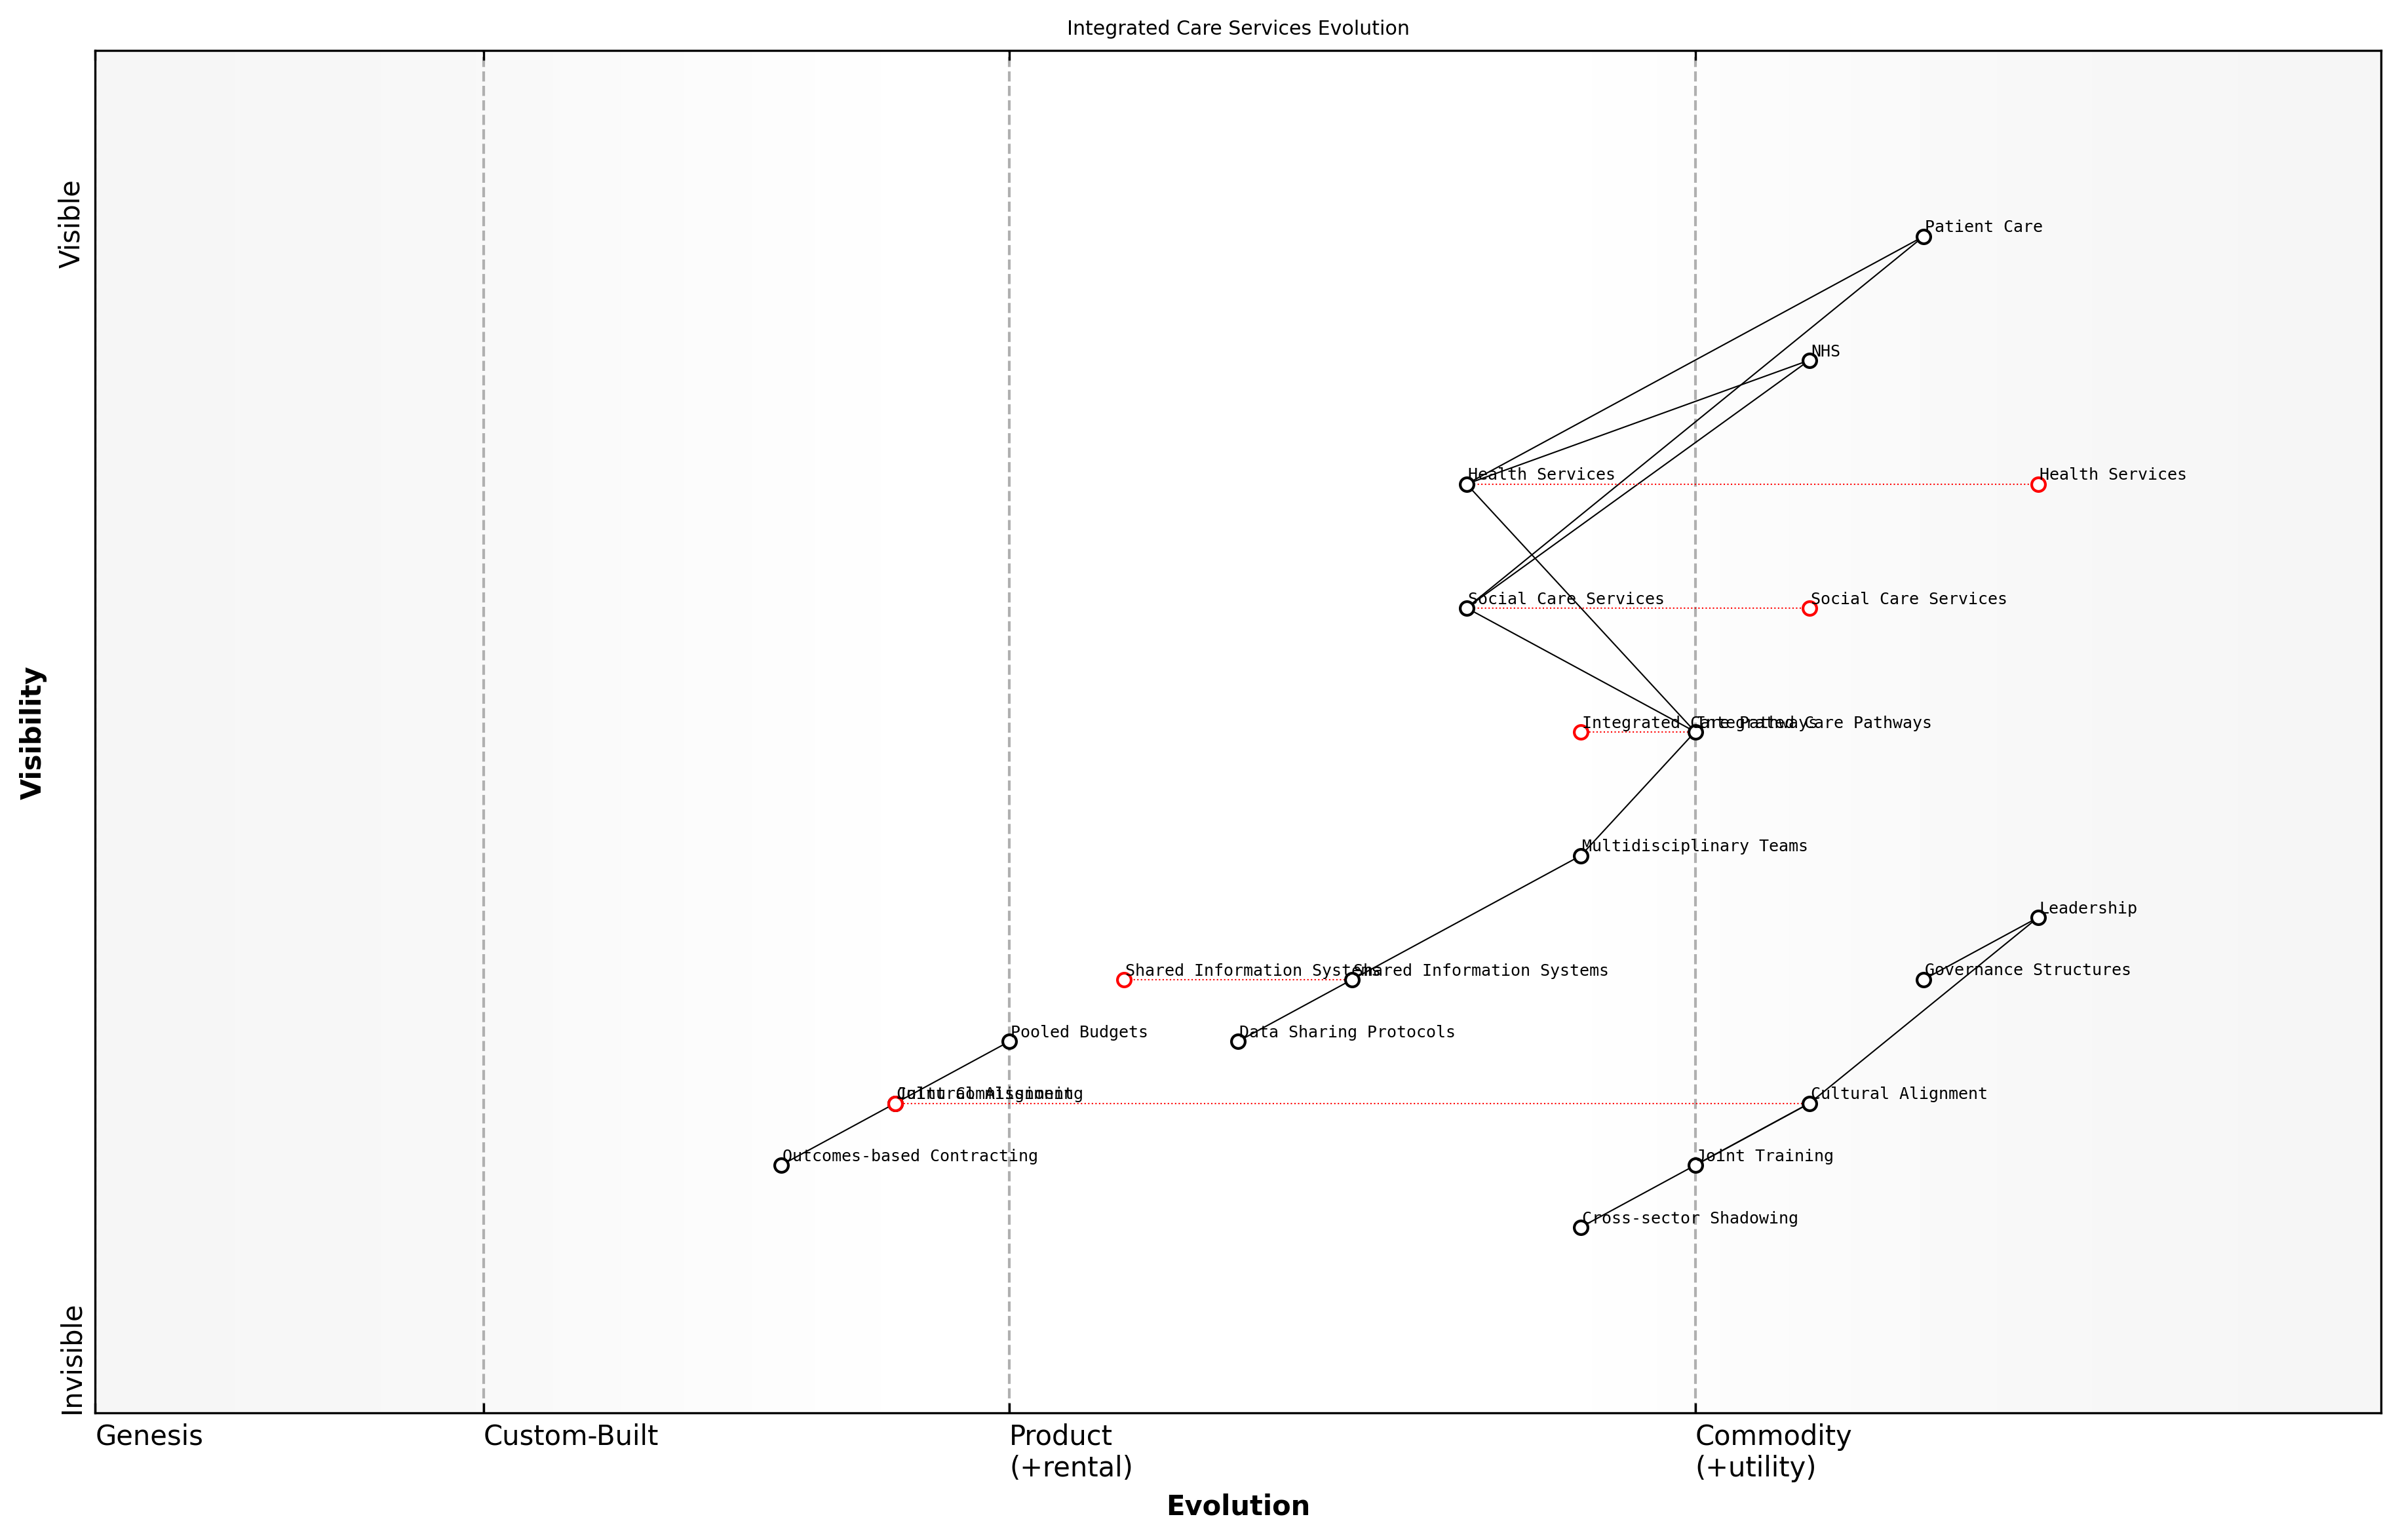 Integrated Care Services Evolution
Visible
Patient Care
NHS
Health Services
Health Services
Social Care Services
Social Care Services
Visibility
Integrated Care Pathways
Integrated Care Pathways
Multidisciplinary Teams
Leadership
Shared Information Systems
Shared Information Systems
Governance Structures
Pooled Budgets
Data Sharing Protocols
Cultural Alignment
Joint Commissioning
Cultural Alignment
Outcomes-based Contracting
Joint Training
Cross-sector Shadowing
Invisible
Genesis
Custom-Built
Product
(+rental)
Commodity
(+utility)
Evolution